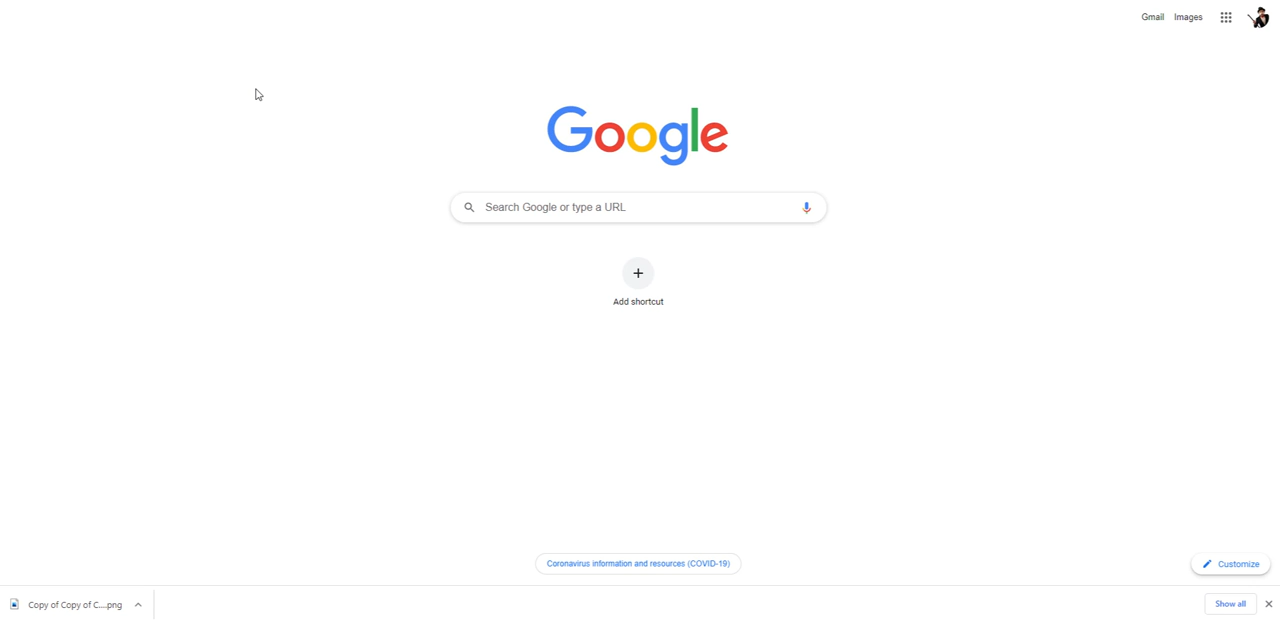 Gmail Images
Google
Search Google or type a URL
Add shortcut
Coronavirus information and resources (COVID-19)
Customize
Copy of Copy of C....png
Show all